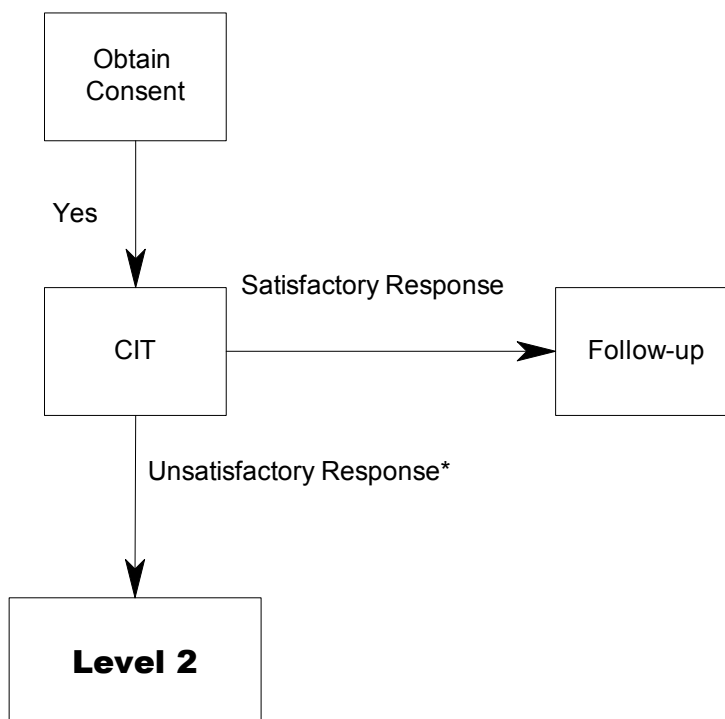 Obtain
Consent
Yes
Satisfactory Response
CIT
Follow-up
Unsatisfactory Response*
Level 2